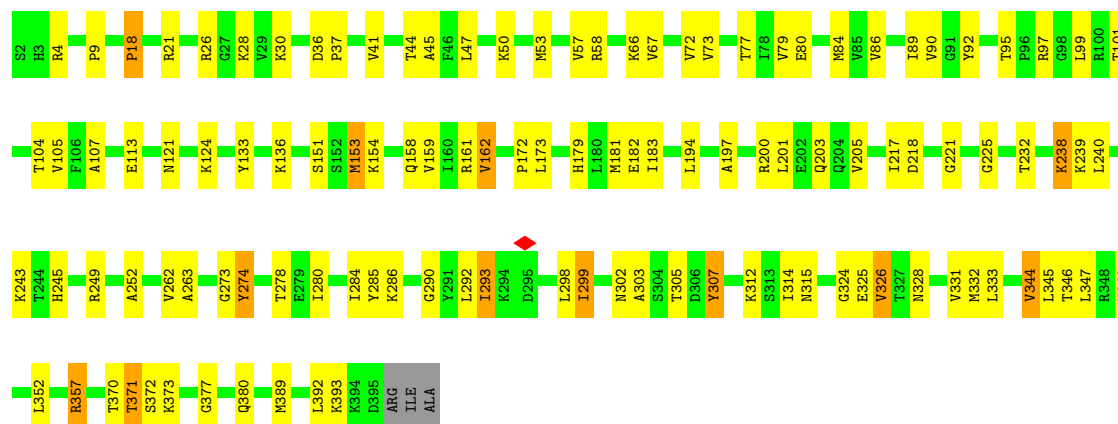 S2 H3 R4 P9 P18 R21 R26 G27 K28 V29 K30 D36 P37 V41 T44 A45 F46 L47 K50 M53 V57 R58 K66 V67 V72 V73 T77 I78 V79 E80 M84 V85 V86 I89 V90 G91 Y92 T95 P96 R97 G98 L99 R100 T101
T104 V105 F106 A107 E113 N121 K124 Y133 K136 S151 S152 M153 K154 Q158 V159 I160 R161 V162 P172 L173 H179 L180 M181 E182 I183 L194 A197 R200 L201 E202 Q203 Q204 V205 I217 D218 G221 G225 T232 K238 K239 L240
K243 T244 H245 R249 A252 V262 A263 G273 Y274 T278 E279 I280 I284 Y285 K286 G290 Y291 L292 I293 K294 D295 L298 I299 N302 A303 S304 T305 D306 Y307 K312 S313 I314 N315 G324 E325 V326 T327 N328 V331 M332 L333 V344 L345 T346 L347 R348
L352 R357 T370 T371 S372 K373 G377 Q380 M389 L392 K393 K394 D395 ARG ILE ALA